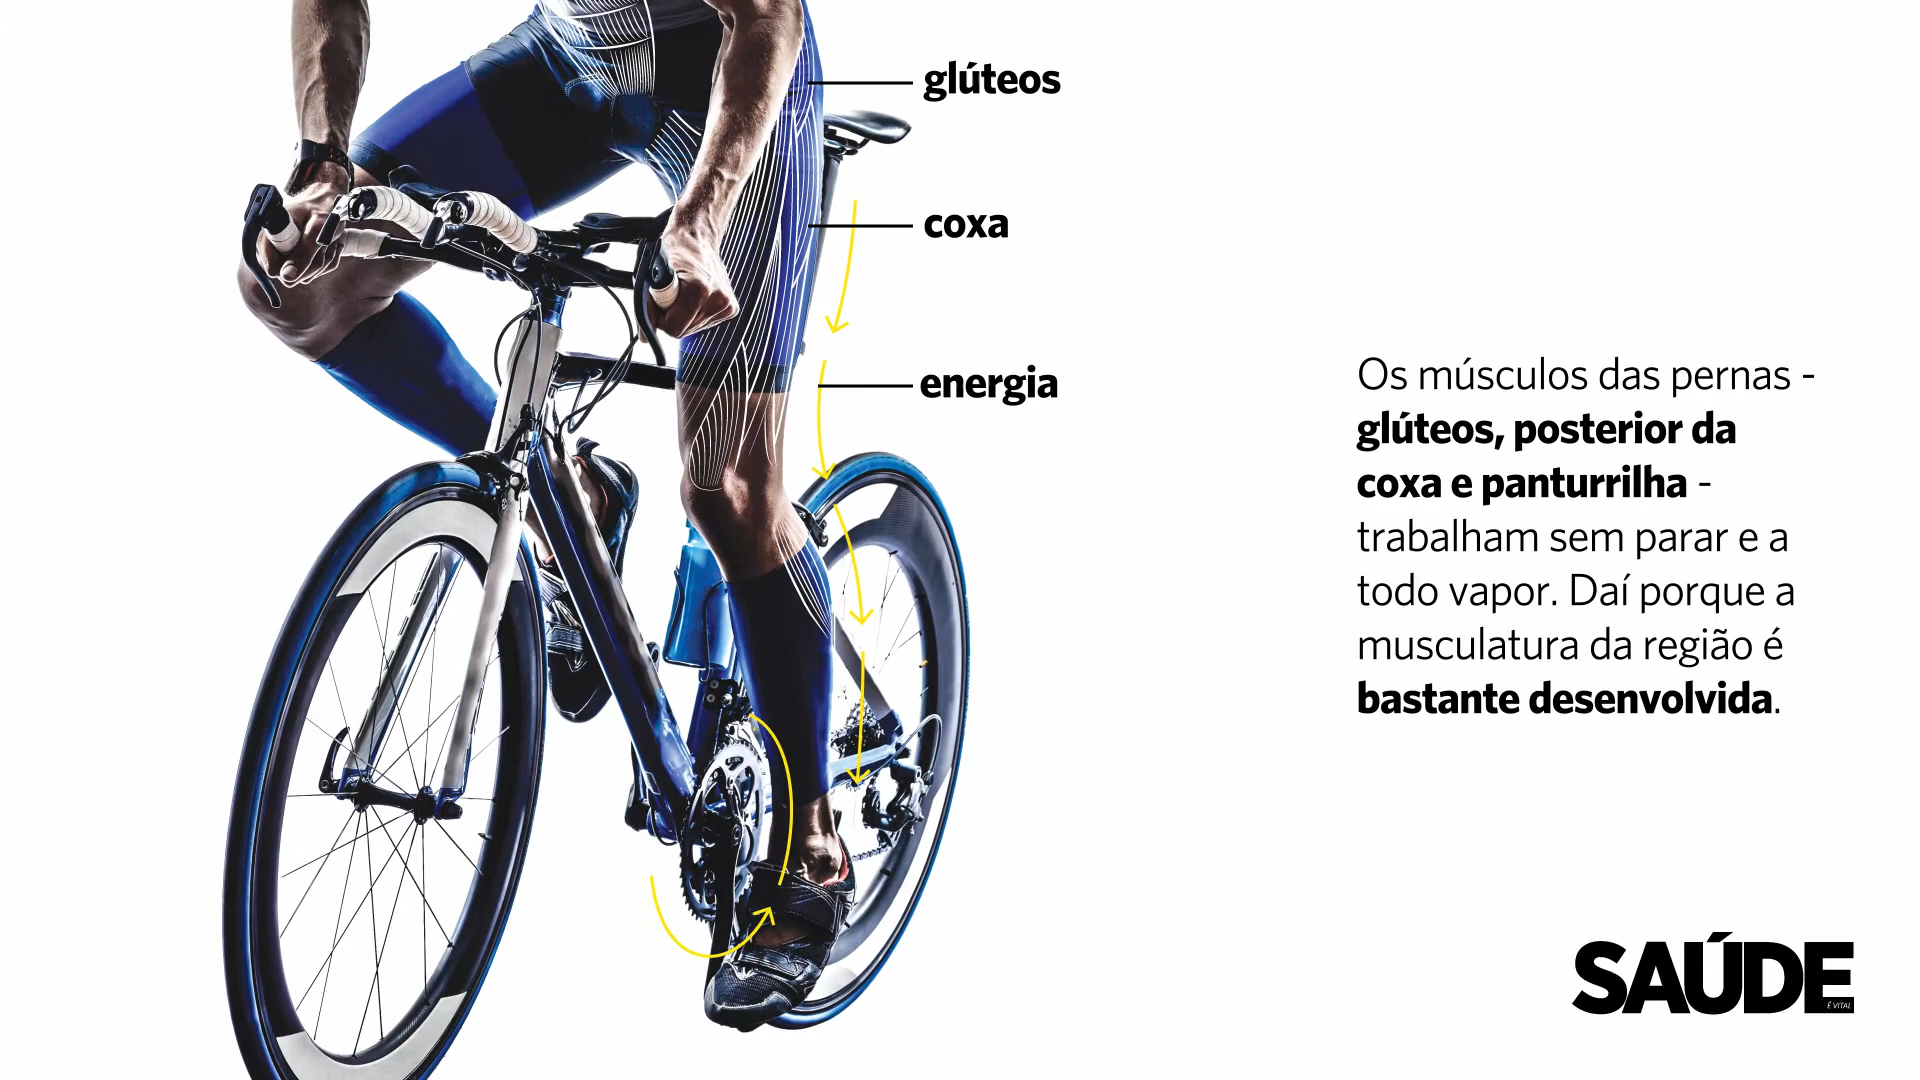 glúteos
coxa
energia
Os músculos das pernas -
glúteos, posterior da
coxa e panturrilha -
trabalham sem parar e a
todo vapor. Daí porque a
musculatura da região é
bastante desenvolvida.
SAÚDE
É VITAL